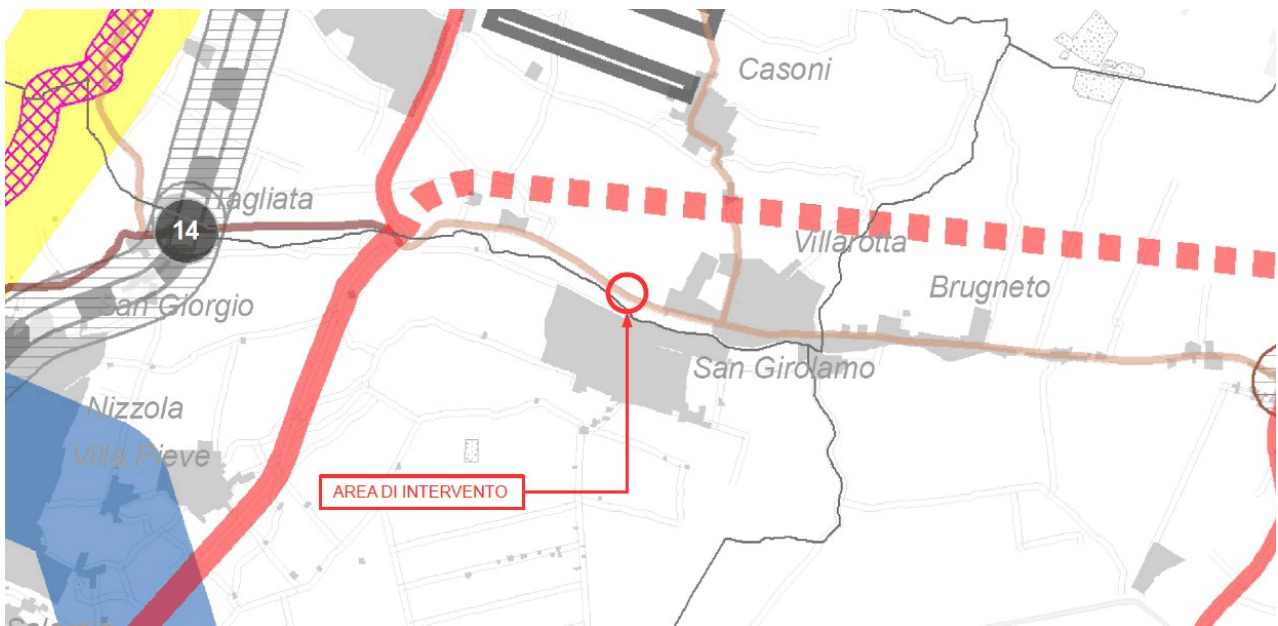 Casoni
Tagliata
14
Villarotta
San Giorgio
Brugneto
San Girolamo
Nizzola
Villa Pieve
AREA DI INTERVENTO